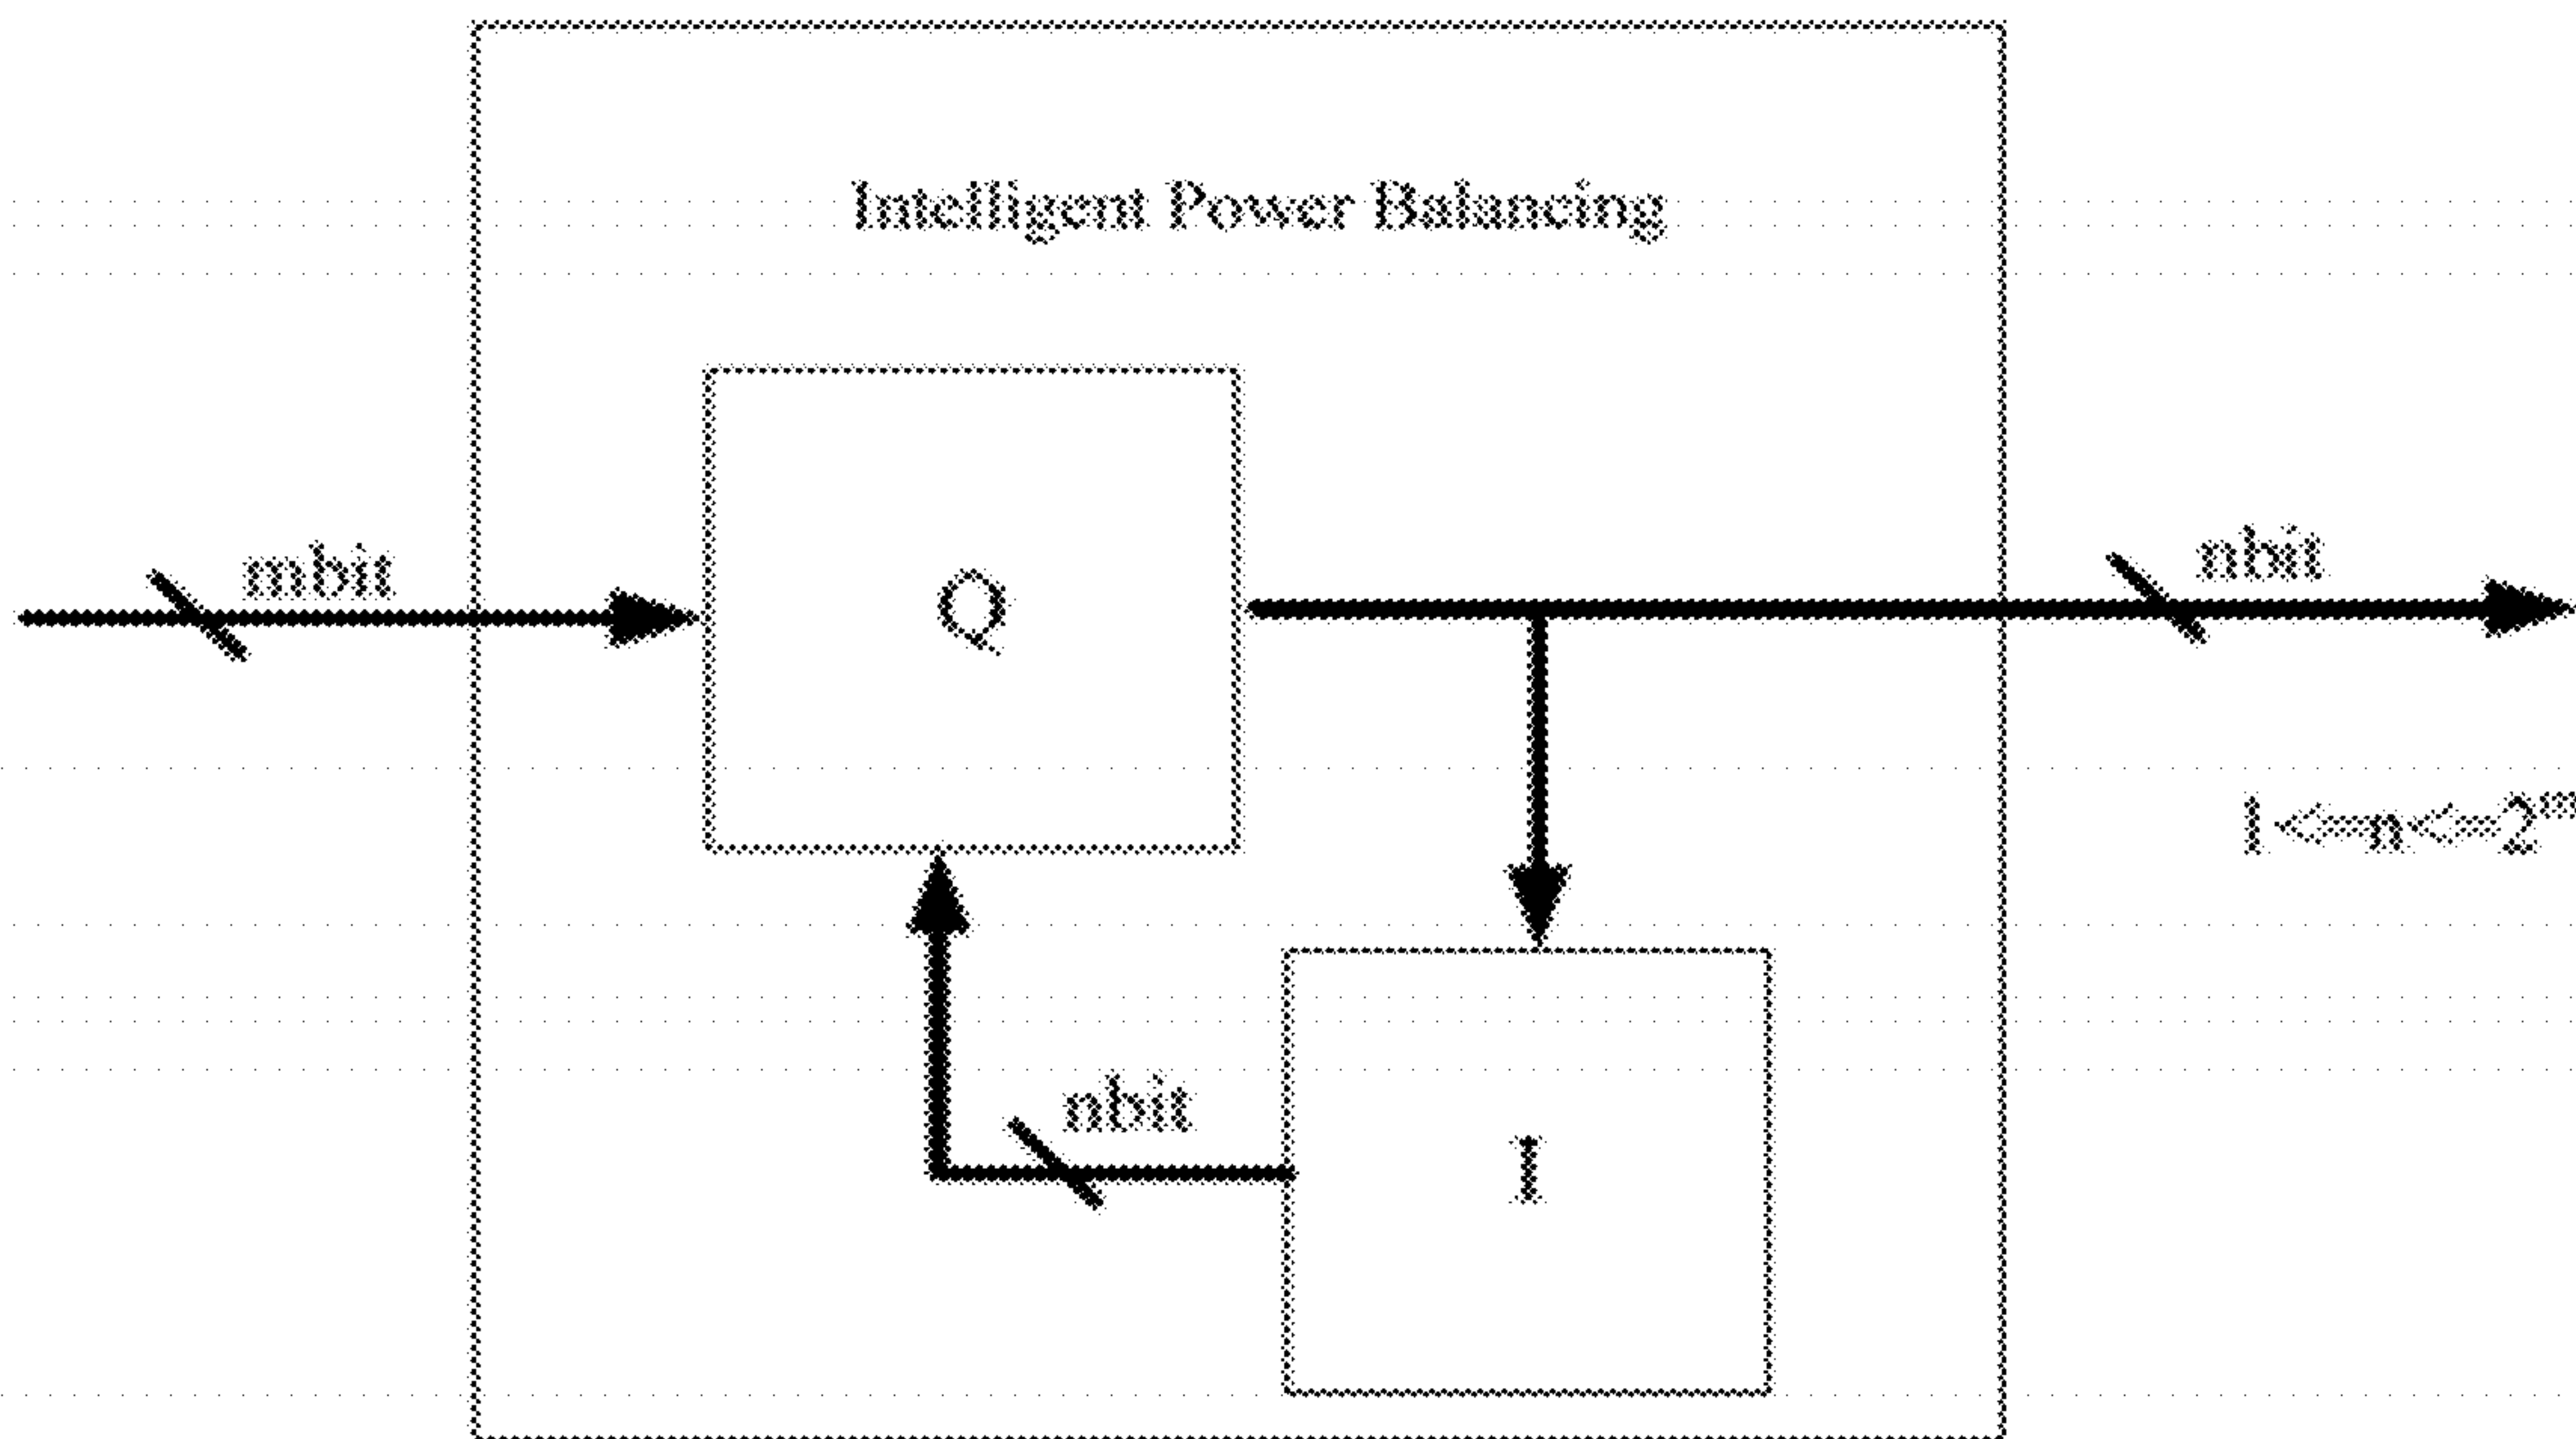 Intelligent Power Balancing
mbit
Q
nbit
1<=n<=2^m
nbit
I